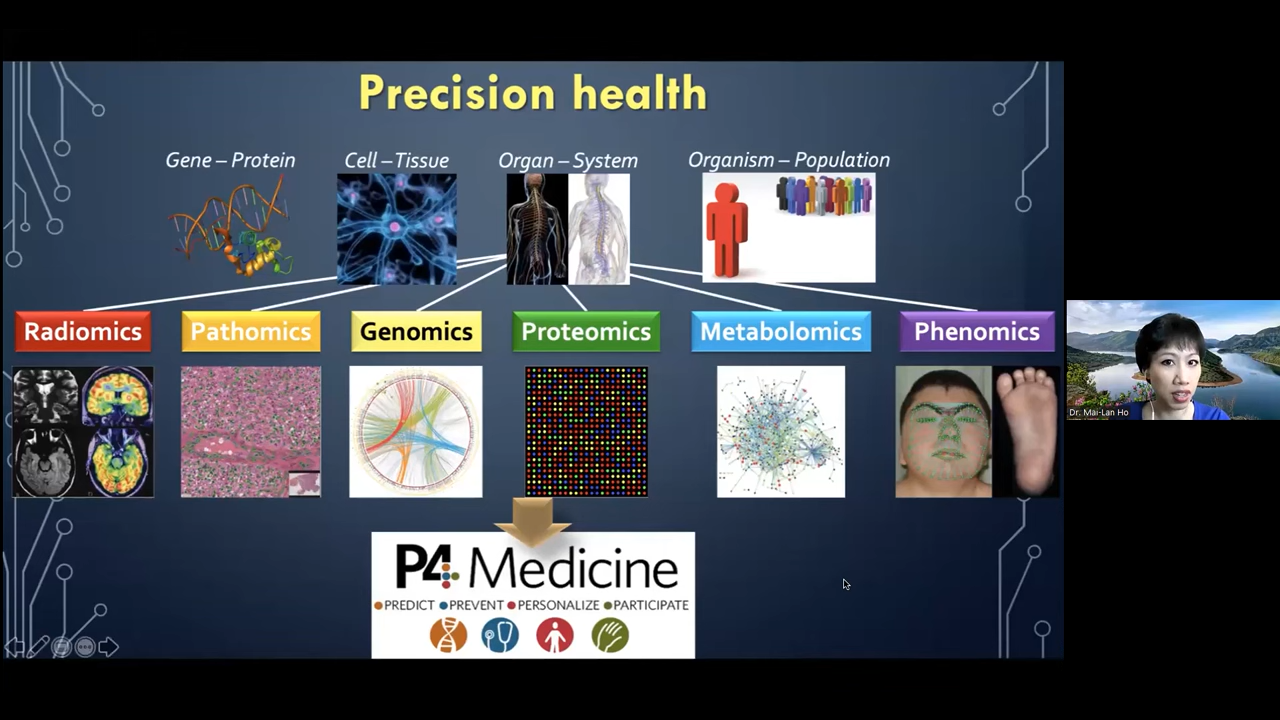 Precision health
Gene – Protein
Cell – Tissue
Organ – System
Organism – Population
Radiomics
Pathomics
Genomics
Proteomics
Metabolomics
Phenomics
P4 Medicine
PREDICT PREVENT PERSONALIZE PARTICIPATE
Dr. Mai-Lan Ho